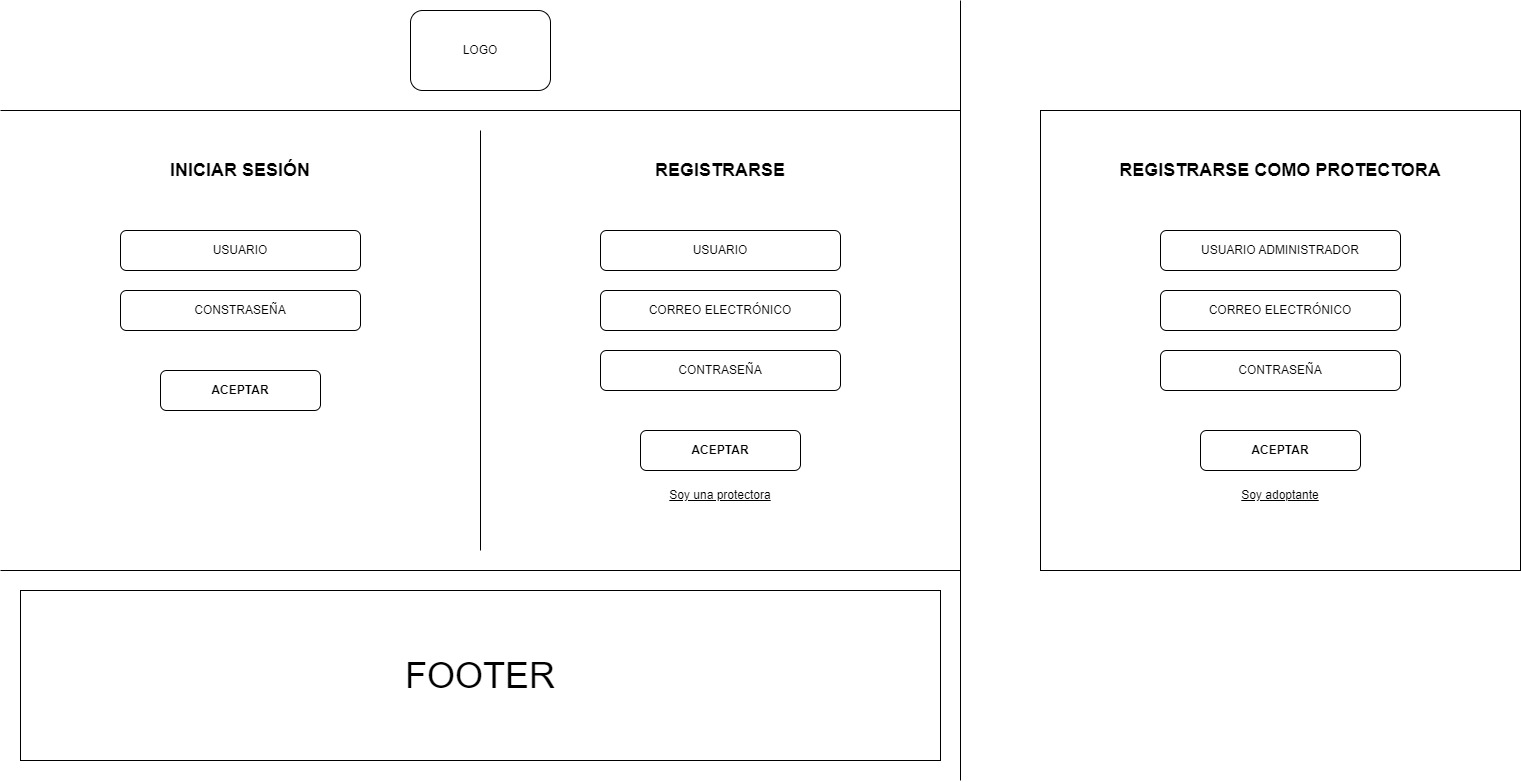 LOGO
INICIAR SESIÓN
USUARIO
CONSTRASEÑA
ACEPTAR
REGISTRARSE
USUARIO
CORREO ELECTRÓNICO
CONTRASEÑA
ACEPTAR
Soy una protectora
REGISTRARSE COMO PROTECTORA
USUARIO ADMINISTRADOR
CORREO ELECTRÓNICO
CONTRASEÑA
ACEPTAR
Soy adoptante
FOOTER